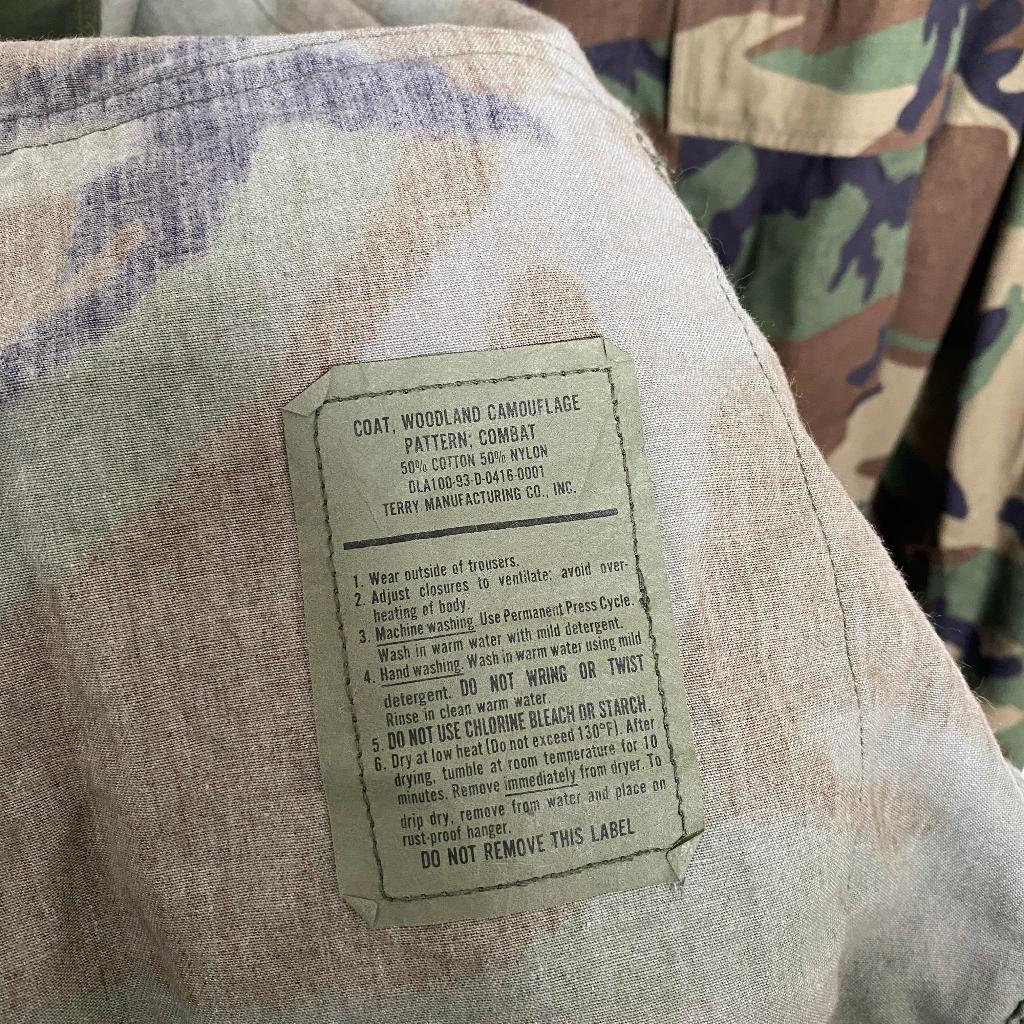 COAT, WOODLAND CAMOUFLAGE
PATTERN: COMBAT
50% COTTON 50% NYLON
DLA100-93-D-0416-0001
TERRY MANUFACTURING CO., INC.
1. Wear outside of trousers.
2. Adjust closures to ventilate: avoid over-
heating of body.
3. Machine washing. Use Permanent Press Cycle.
Wash in warm water with mild detergent.
4. Hand washing. Wash in warm water using mild
detergent. DO NOT WRING OR TWIST
Rinse in clean warm water.
5. DO NOT USE CHLORINE BLEACH OR STARCH.
6. Dry at low heat (Do not exceed 130°F). After
drying, tumble at room temperature for 10
minutes. Remove immediately from dryer. To
drip dry, remove from water and place on
rust-proof hanger.
DO NOT REMOVE THIS LABEL